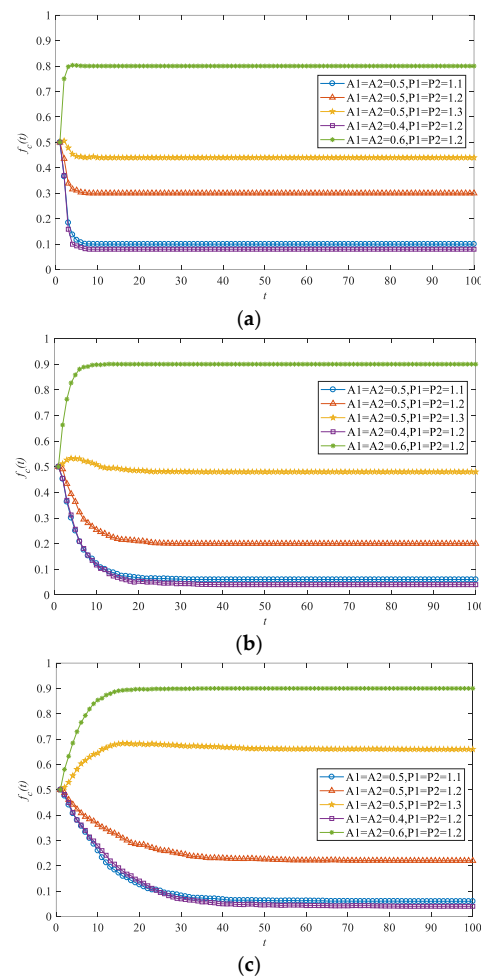 1
0.9
0.8
0.7
0.6
0.5
0.4
0.3
0.2
0.1
0
f_c(t)
A1=A2=0.5,P1=P2=1.1
A1=A2=0.5,P1=P2=1.2
A1=A2=0.5,P1=P2=1.3
A1=A2=0.4,P1=P2=1.2
A1=A2=0.6,P1=P2=1.2
0 10 20 30 40 50 60 70 80 90 100
t
(a)
1
0.9
0.8
0.7
0.6
0.5
0.4
0.3
0.2
0.1
0
f_c(t)
A1=A2=0.5,P1=P2=1.1
A1=A2=0.5,P1=P2=1.2
A1=A2=0.5,P1=P2=1.3
A1=A2=0.4,P1=P2=1.2
A1=A2=0.6,P1=P2=1.2
0 10 20 30 40 50 60 70 80 90 100
t
(b)
1
0.9
0.8
0.7
0.6
0.5
0.4
0.3
0.2
0.1
0
f_c(t)
A1=A2=0.5,P1=P2=1.1
A1=A2=0.5,P1=P2=1.2
A1=A2=0.5,P1=P2=1.3
A1=A2=0.4,P1=P2=1.2
A1=A2=0.6,P1=P2=1.2
0 10 20 30 40 50 60 70 80 90 100
t
(c)